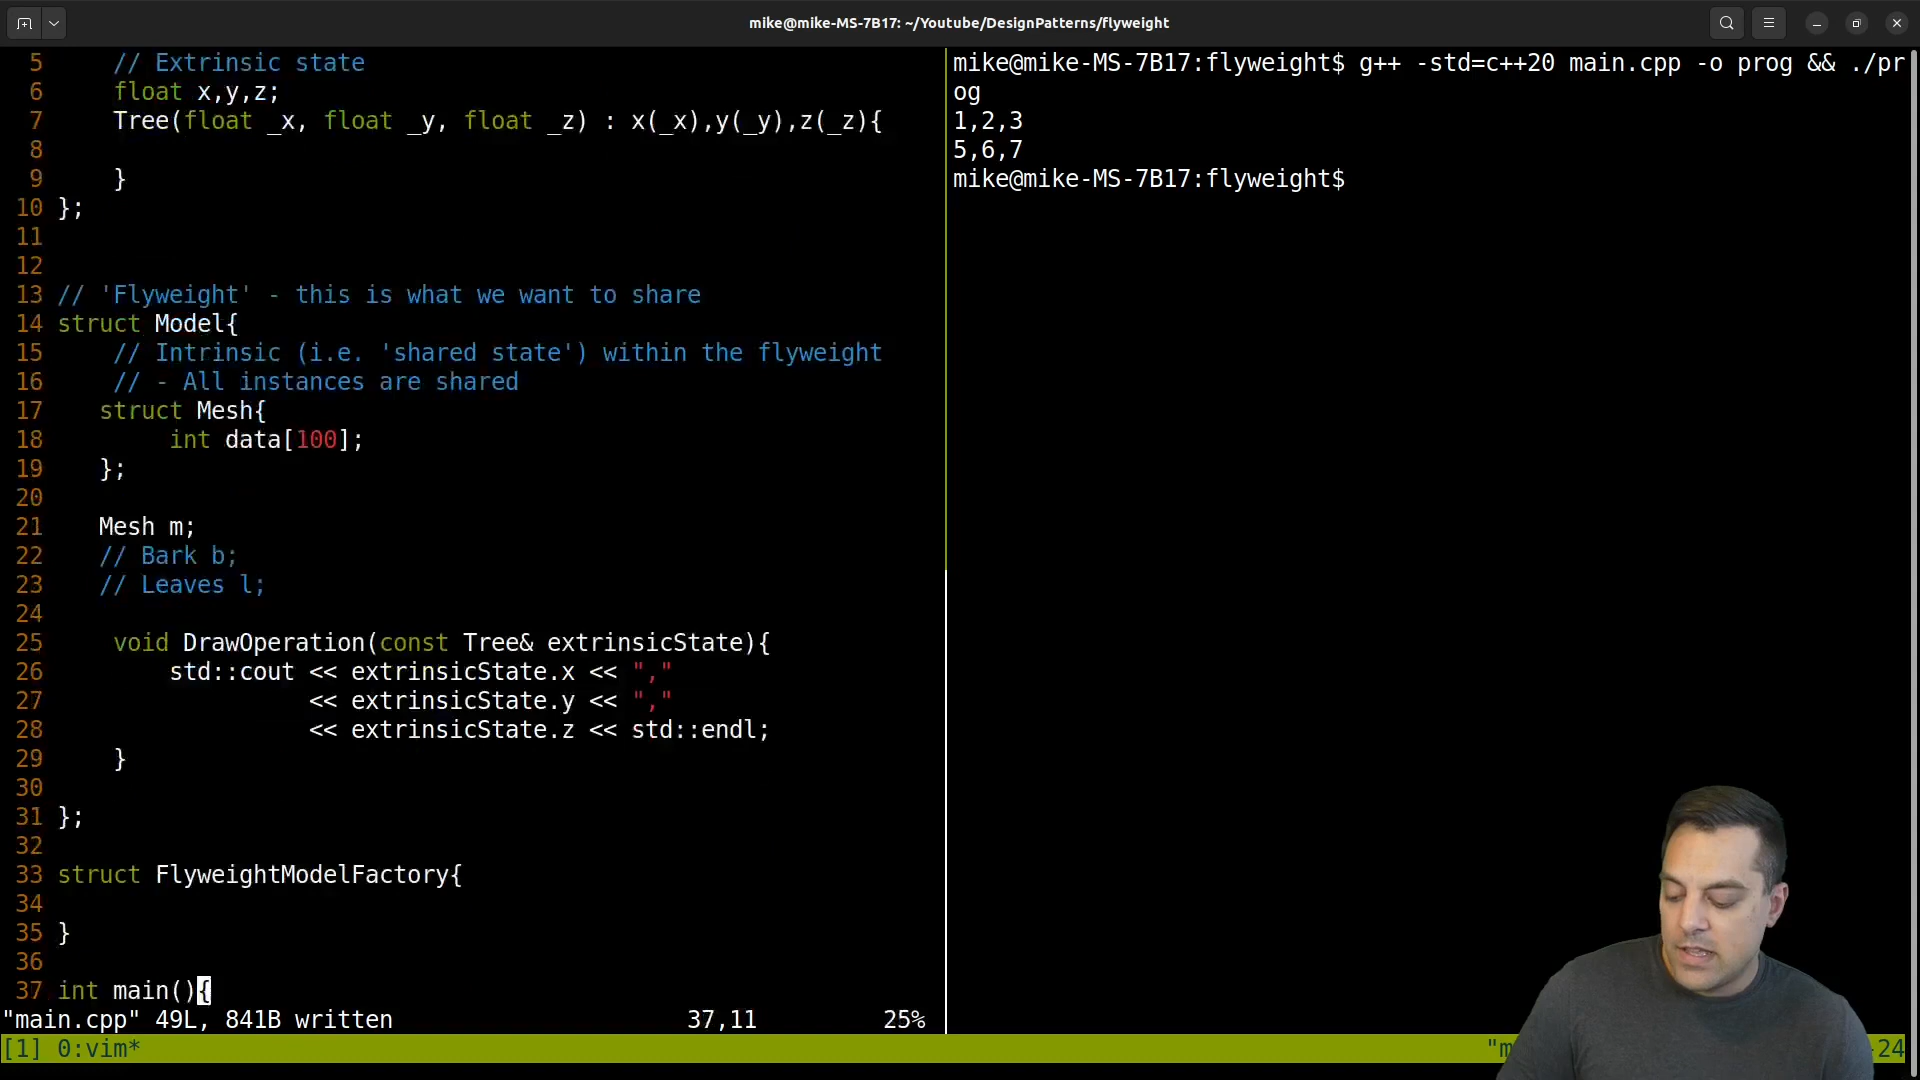 mike@mike-MS-7B17: ~/Youtube/DesignPatterns/flyweight
5 // Extrinsic state
6 float x,y,z;
7 Tree(float _x, float _y, float _z) : x(_x),y(_y),z(_z){
8
9 }
10 };
11
12
13 // 'Flyweight' - this is what we want to share
14 struct Model{
15 // Intrinsic (i.e. 'shared state') within the flyweight
16 // - All instances are shared
17 struct Mesh{
18 int data[100];
19 };
20
21 Mesh m;
22 // Bark b;
23 // Leaves l;
24
25 void DrawOperation(const Tree& extrinsicState){
26 std::cout << extrinsicState.x << ","
27 << extrinsicState.y << ","
28 << extrinsicState.z << std::endl;
29 }
30
31 };
32
33 struct FlyweightModelFactory{
34
35 }
36
37 int main(){
"main.cpp" 49L, 841B written 37,11 25%
mike@mike-MS-7B17:flyweight$ g++ -std=c++20 main.cpp -o prog && ./pr
og
1,2,3
5,6,7
mike@mike-MS-7B17:flyweight$
[1] 0:vim* "m 24